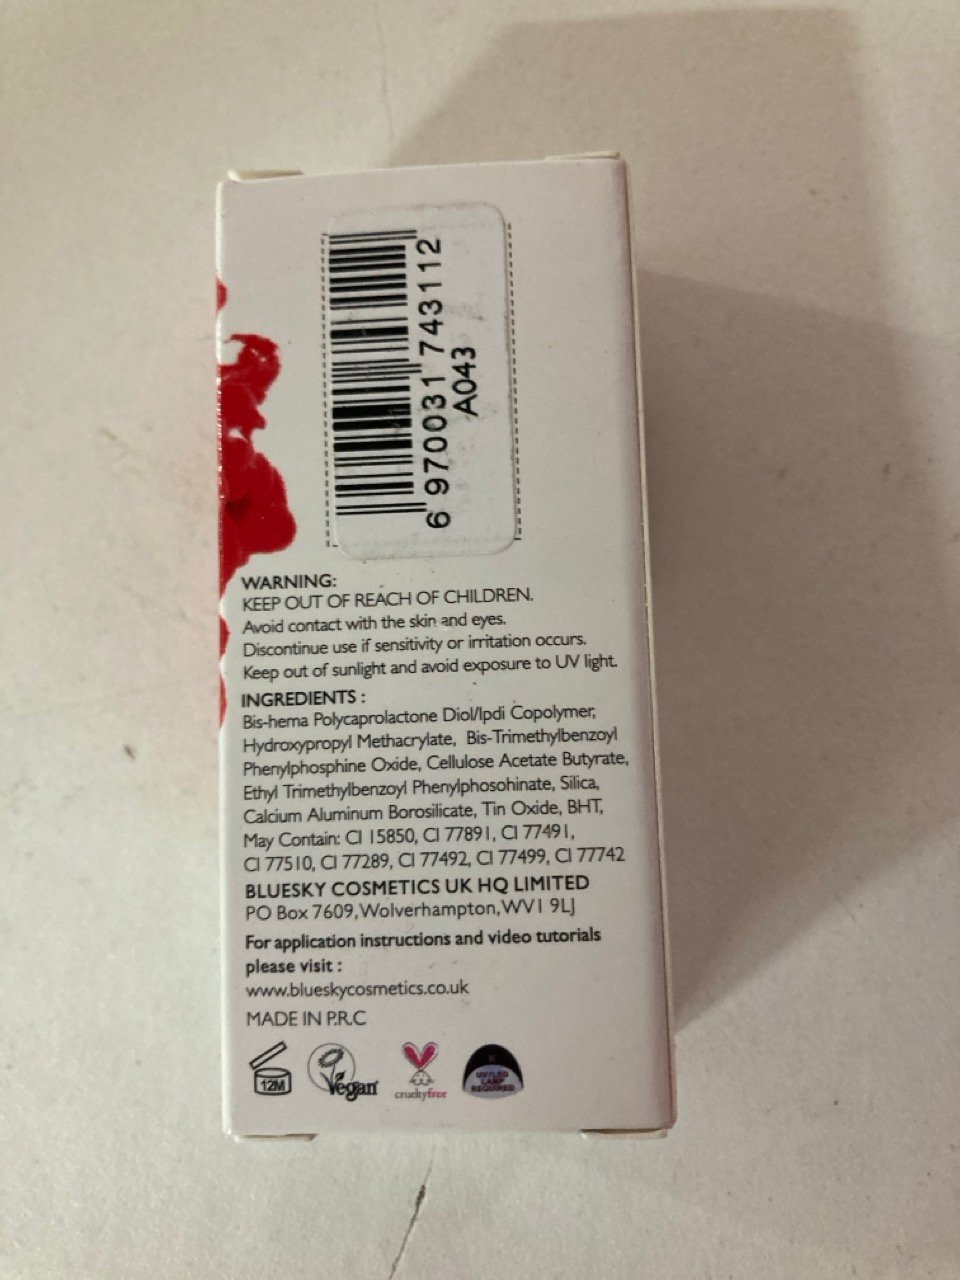 6 970031 743112
A043
WARNING:
KEEP OUT OF REACH OF CHILDREN.
Avoid contact with the skin and eyes.
Discontinue use if sensitivity or irritation occurs.
Keep out of sunlight and avoid exposure to UV light.
INGREDIENTS :
Bis-hema Polycaprolactone Diol/Ipdi Copolymer,
Hydroxypropyl Methacrylate, Bis-Trimethylbenzoyl
Phenylphosphine Oxide, Cellulose Acetate Butyrate,
Ethyl Trimethylbenzoyl Phenylphosohinate, Silica,
Calcium Aluminum Borosilicate, Tin Oxide, BHT,
May Contain: CI 15850, CI 77891, CI 77491,
CI 77510, CI 77289, CI 77492, CI 77499, CI 77742
BLUESKY COSMETICS UK HQ LIMITED
PO Box 7609, Wolverhampton, WV1 9LJ
For application instructions and video tutorials
please visit :
www.blueskycosmetics.co.uk
MADE IN P.R.C
12M
Vegan
crueltyfree
UV/LED
LAMP
REQUIRED